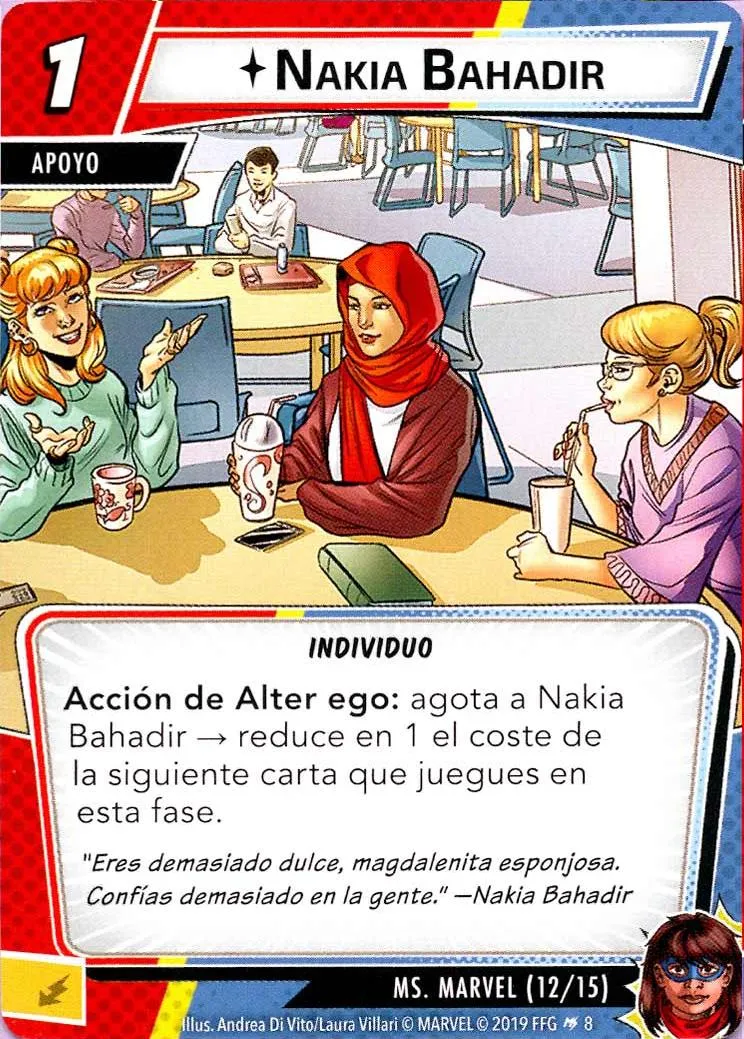 1
NAKIA BAHADIR
APOYO
INDIVIDUO
Acción de Alter ego: agota a Nakia
Bahadir → reduce en 1 el coste de
la siguiente carta que juegues en
esta fase.
"Eres demasiado dulce, magdalenita esponjosa.
Confías demasiado en la gente." —Nakia Bahadir
MS. MARVEL (12/15)
Illus. Andrea Di Vito/Laura Villari © MARVEL © 2019 FFG 8